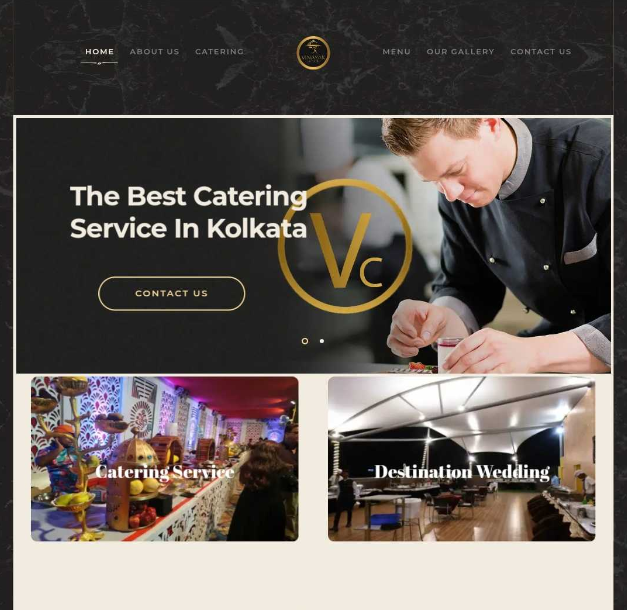 HOME
ABOUT US
CATERING
MENU
OUR GALLERY
CONTACT US
The Best Catering
Service In Kolkata
Vc
CONTACT US
Catering Service
Destination Wedding